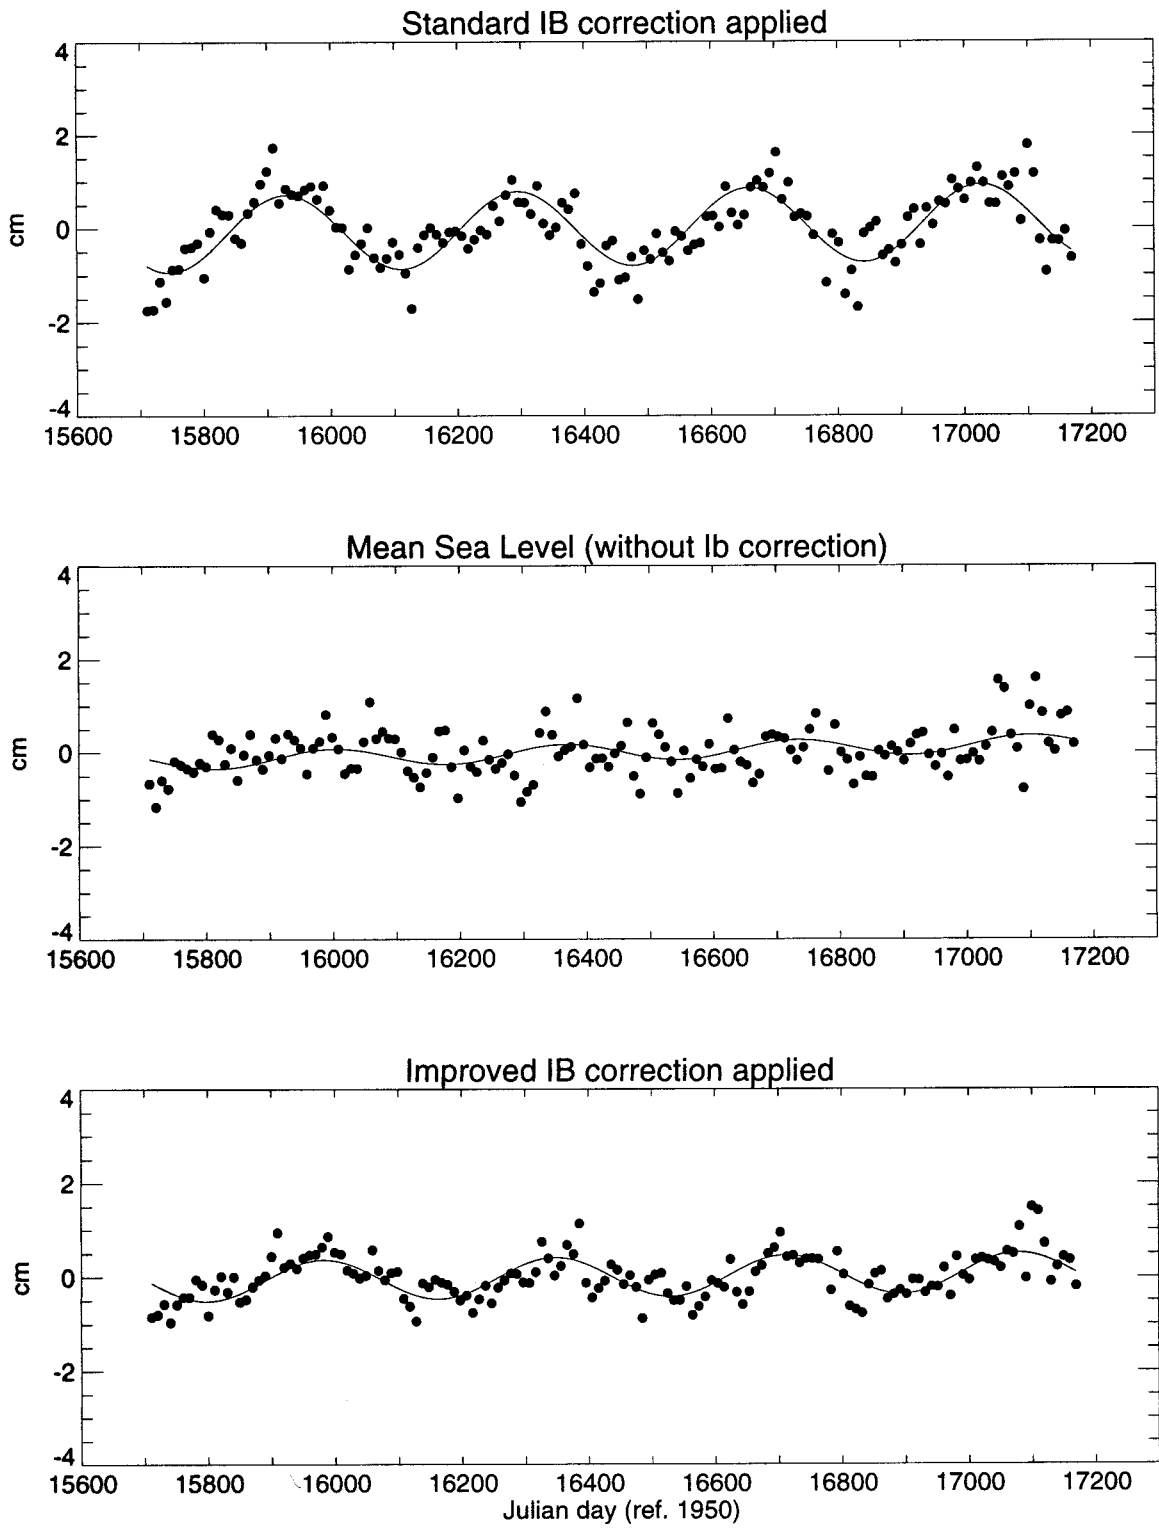 Standard IB correction applied
4
2
0
-2
-4
cm
15600 15800 16000 16200 16400 16600 16800 17000 17200
Mean Sea Level (without Ib correction)
4
2
0
-2
-4
cm
15600 15800 16000 16200 16400 16600 16800 17000 17200
Improved IB correction applied
4
2
0
-2
-4
cm
15600 15800 16000 16200 16400 16600 16800 17000 17200
Julian day (ref. 1950)